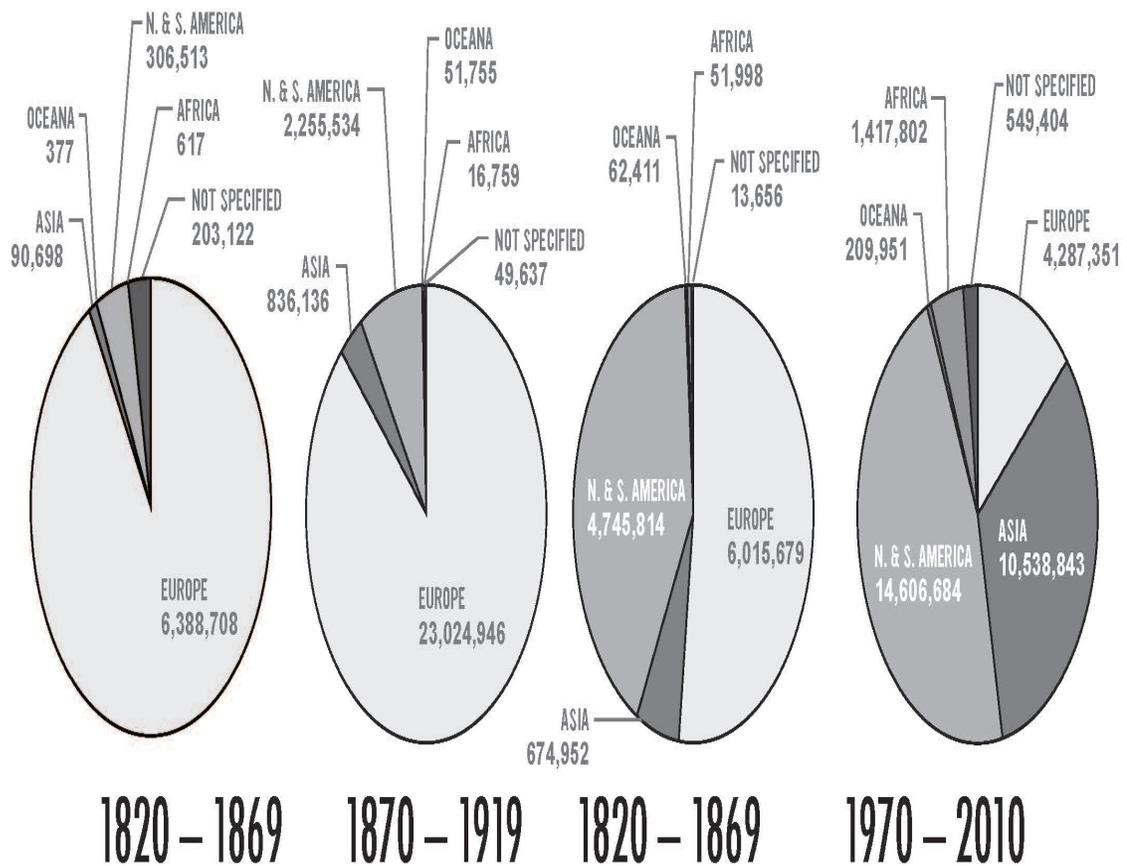 N. & S. AMERICA
306,513
OCEANA
377
AFRICA
617
ASIA
90,698
NOT SPECIFIED
203,122
EUROPE
6,388,708
1820 – 1869
OCEANA
51,755
N. & S. AMERICA
2,255,534
AFRICA
16,759
NOT SPECIFIED
49,637
ASIA
836,136
EUROPE
23,024,946
1870 – 1919
AFRICA
51,998
OCEANA
62,411
NOT SPECIFIED
13,656
N. & S. AMERICA
4,745,814
EUROPE
6,015,679
ASIA
674,952
1820 – 1869
AFRICA
1,417,802
NOT SPECIFIED
549,404
OCEANA
209,951
EUROPE
4,287,351
ASIA
10,538,843
N. & S. AMERICA
14,606,684
1970 – 2010